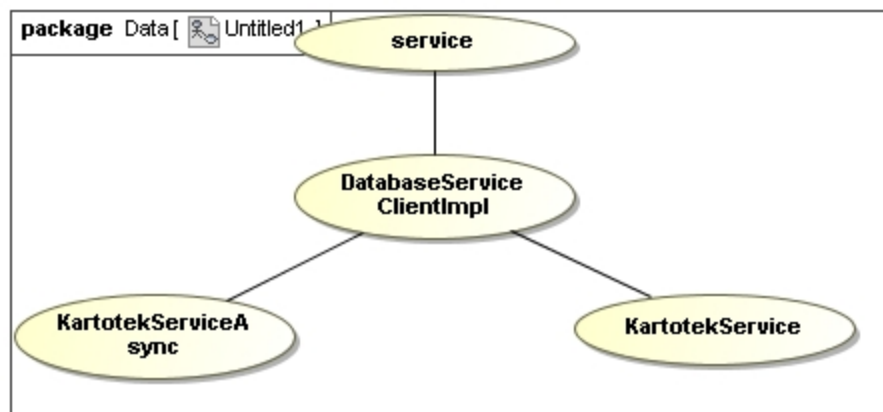 package Data [ Untitled1 ]
service
DatabaseService
ClientImpl
KartotekServiceA
sync
KartotekService